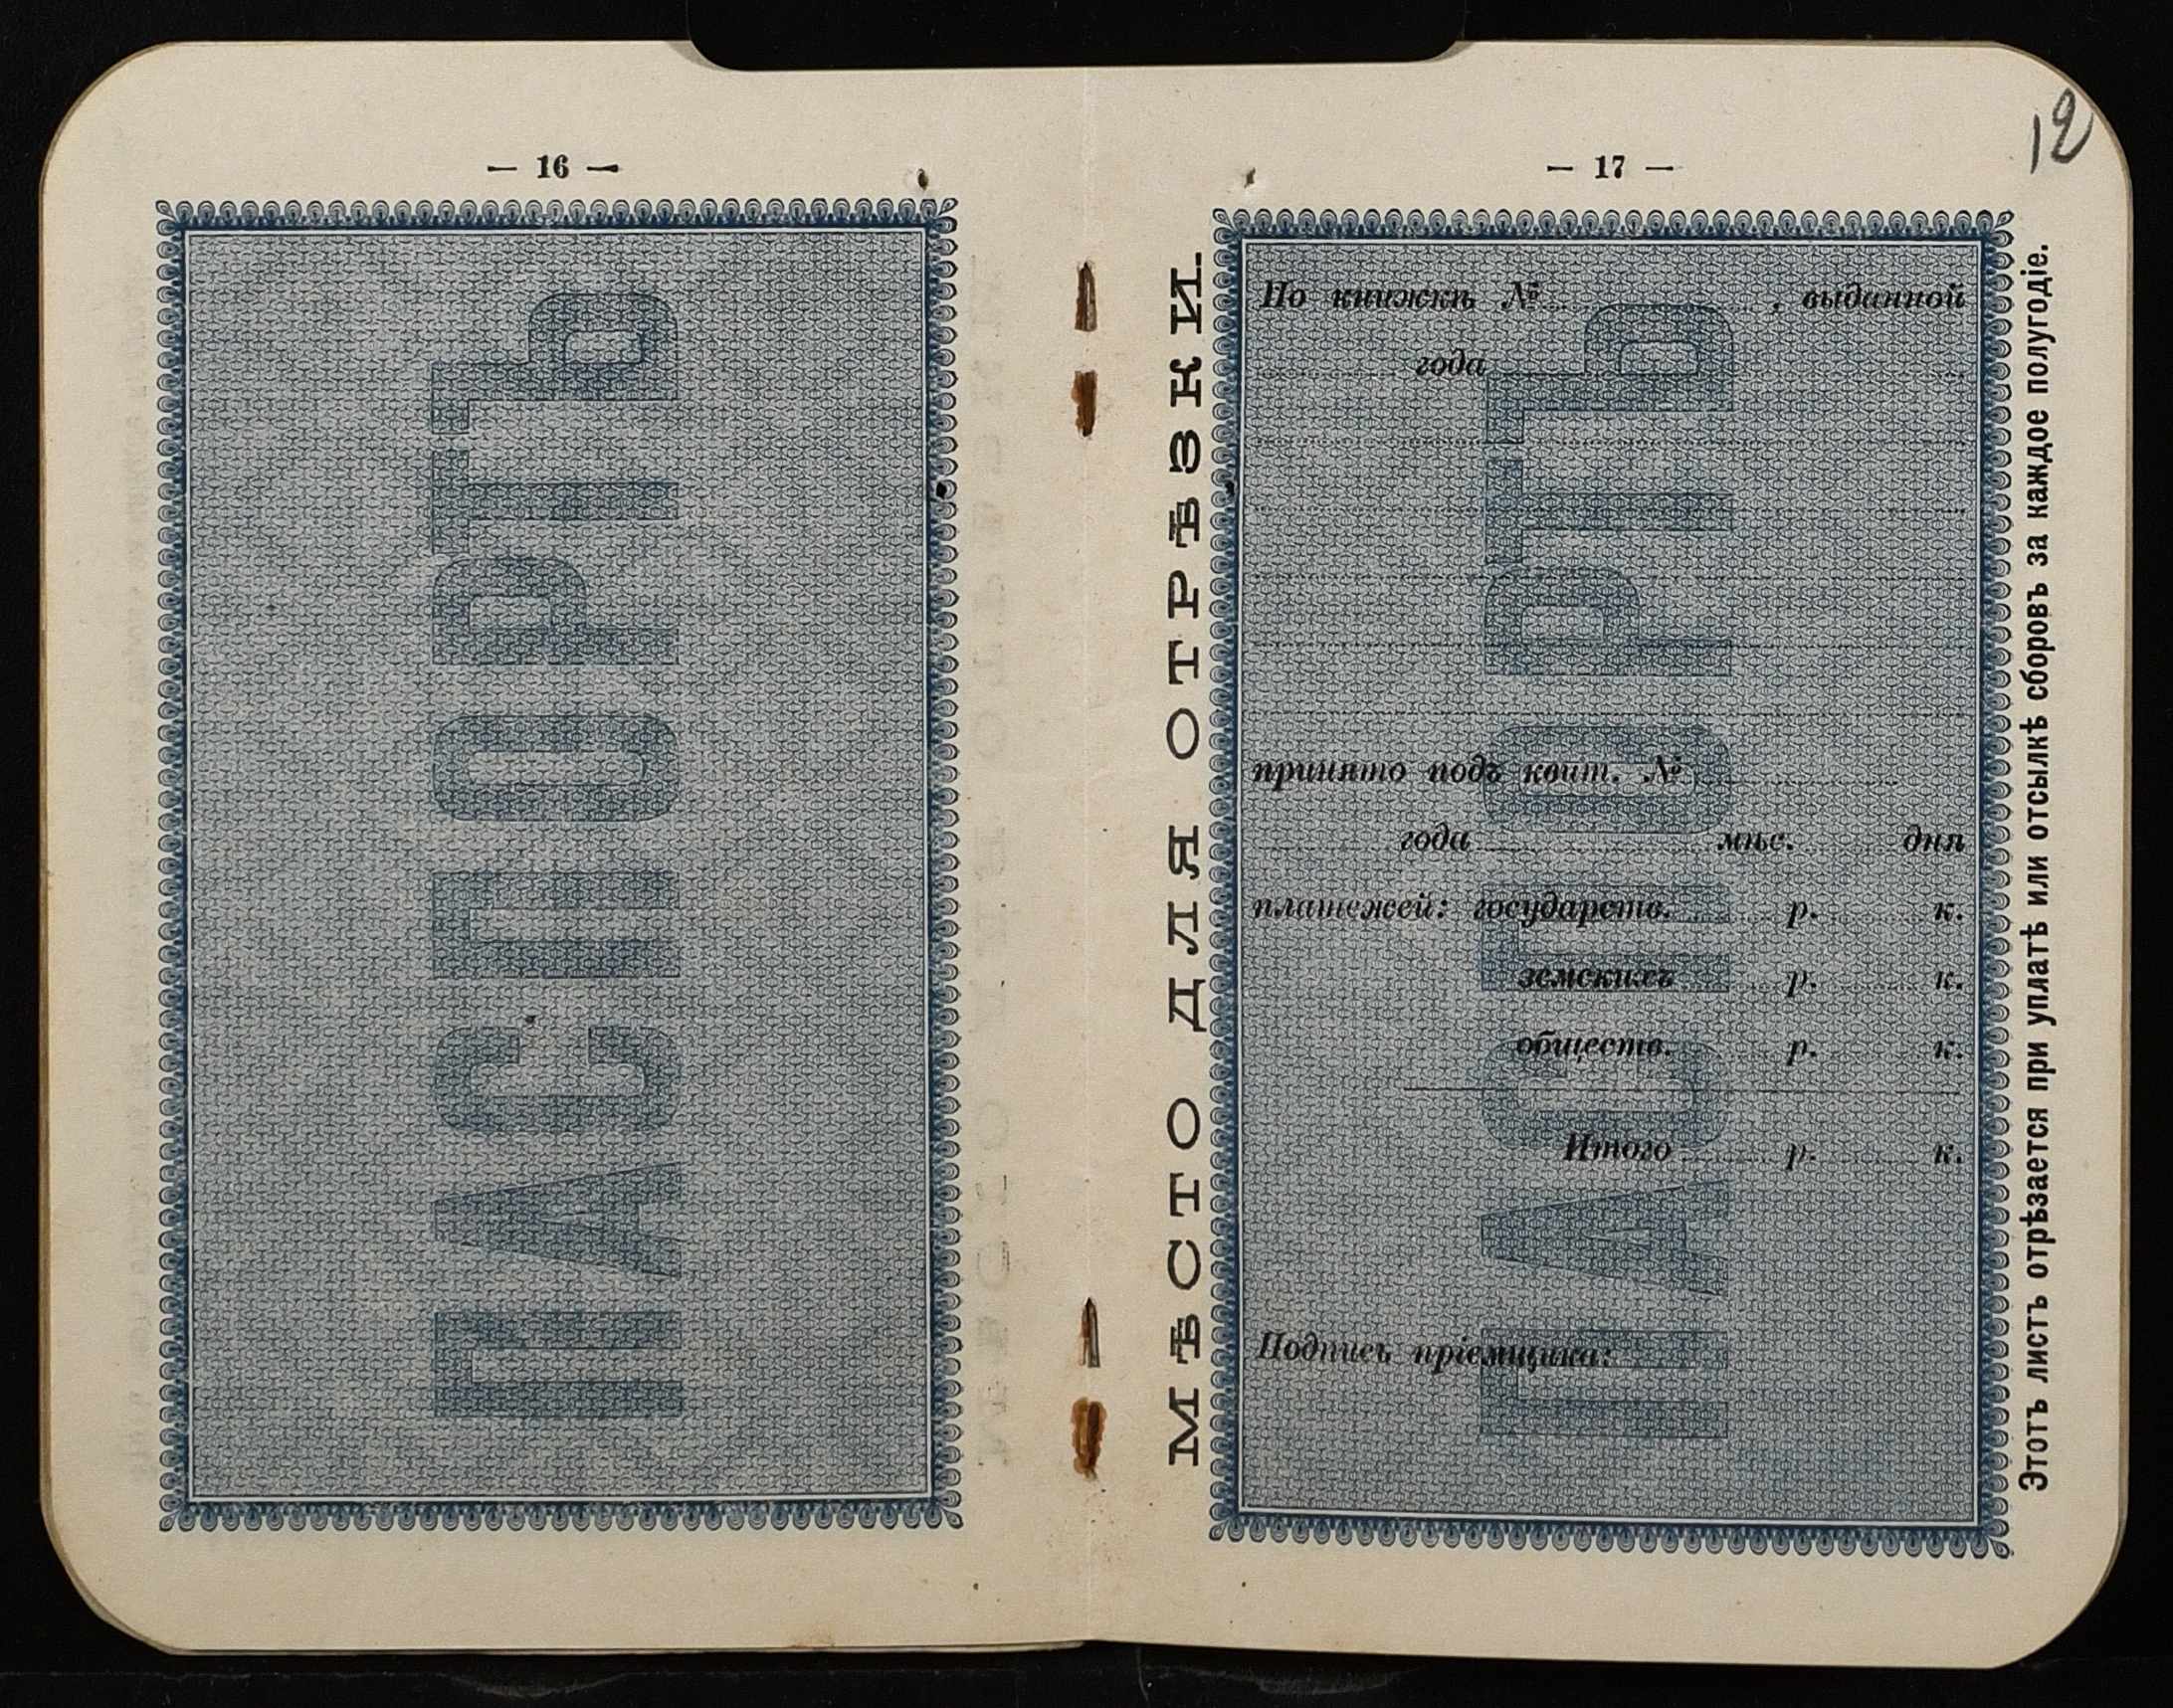 — 16 —
ПАСПОРТЪ
— 17 —
12
МѢСТО ДЛЯ ОТРѢЗКИ.
ПАСПОРТЪ
По книжкѣ № , выданной
года
принято подъ квит. №
года мѣс. дня
платежей: государств. р. к.
земскихъ р. к.
обществ. р. к.
Итого р. к.
Подпись пріемщика:
Этотъ листъ отрѣзается при уплатѣ или отсылкѣ сборовъ за каждое полугодіе.